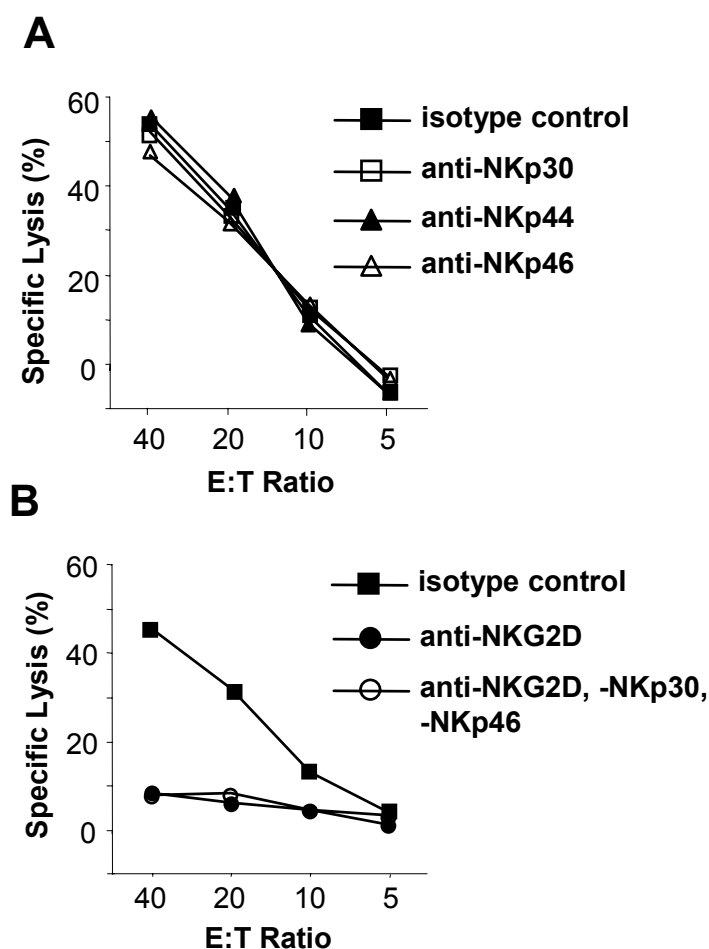 A
Specific Lysis (%)
60
40
20
0
40 20 10 5
E:T Ratio
isotype control
anti-NKp30
anti-NKp44
anti-NKp46
B
Specific Lysis (%)
60
40
20
0
40 20 10 5
E:T Ratio
isotype control
anti-NKG2D
anti-NKG2D, -NKp30,
-NKp46